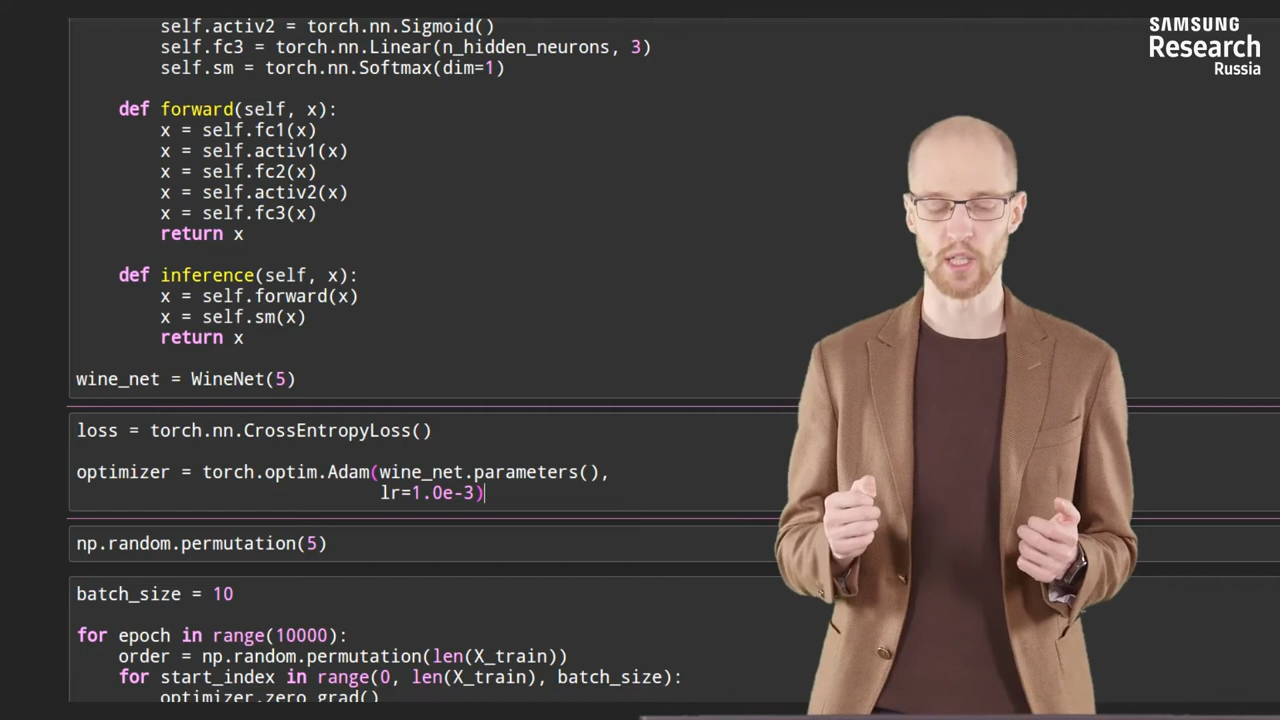 self.activ2 = torch.nn.Sigmoid()
self.fc3 = torch.nn.Linear(n_hidden_neurons, 3)
self.sm = torch.nn.Softmax(dim=1)
def forward(self, x):
x = self.fc1(x)
x = self.activ1(x)
x = self.fc2(x)
x = self.activ2(x)
x = self.fc3(x)
return x
def inference(self, x):
x = self.forward(x)
x = self.sm(x)
return x
wine_net = WineNet(5)
loss = torch.nn.CrossEntropyLoss()
optimizer = torch.optim.Adam(wine_net.parameters(),
lr=1.0e-3)
np.random.permutation(5)
batch_size = 10
for epoch in range(10000):
order = np.random.permutation(len(X_train))
for start_index in range(0, len(X_train), batch_size):
optimizer.zero_grad()
SAMSUNG
Research
Russia